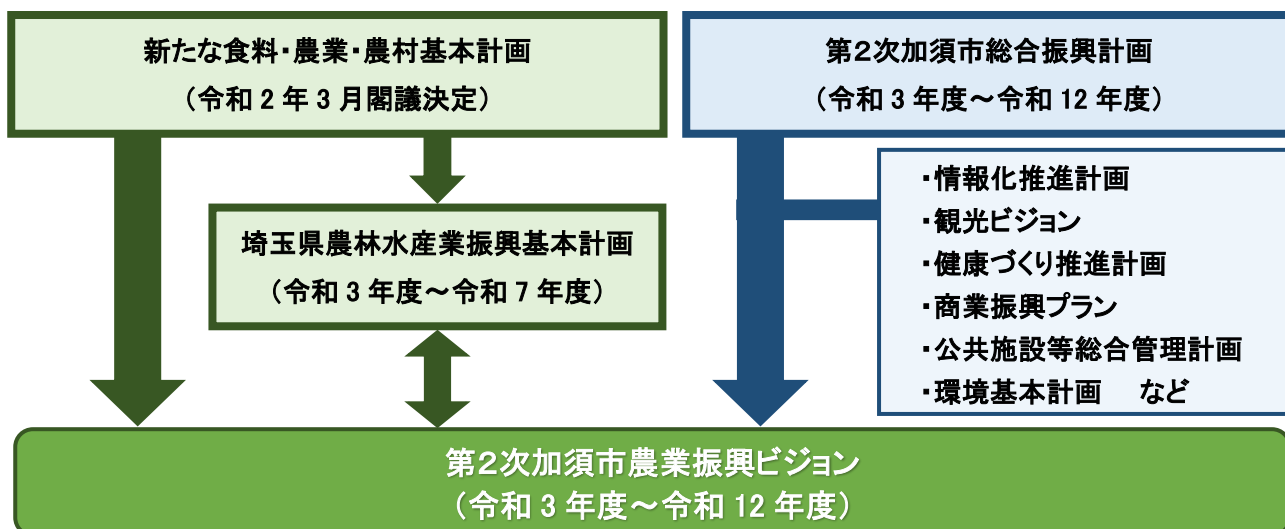 新たな食料・農業・農村基本計画
（令和２年３月閣議決定）
第２次加須市総合振興計画
（令和３年度～令和12年度）
・情報化推進計画
・観光ビジョン
・健康づくり推進計画
・商業振興プラン
・公共施設等総合管理計画
・環境基本計画　など
埼玉県農林水産業振興基本計画
（令和３年度～令和７年度）
第２次加須市農業振興ビジョン
（令和３年度～令和12年度）